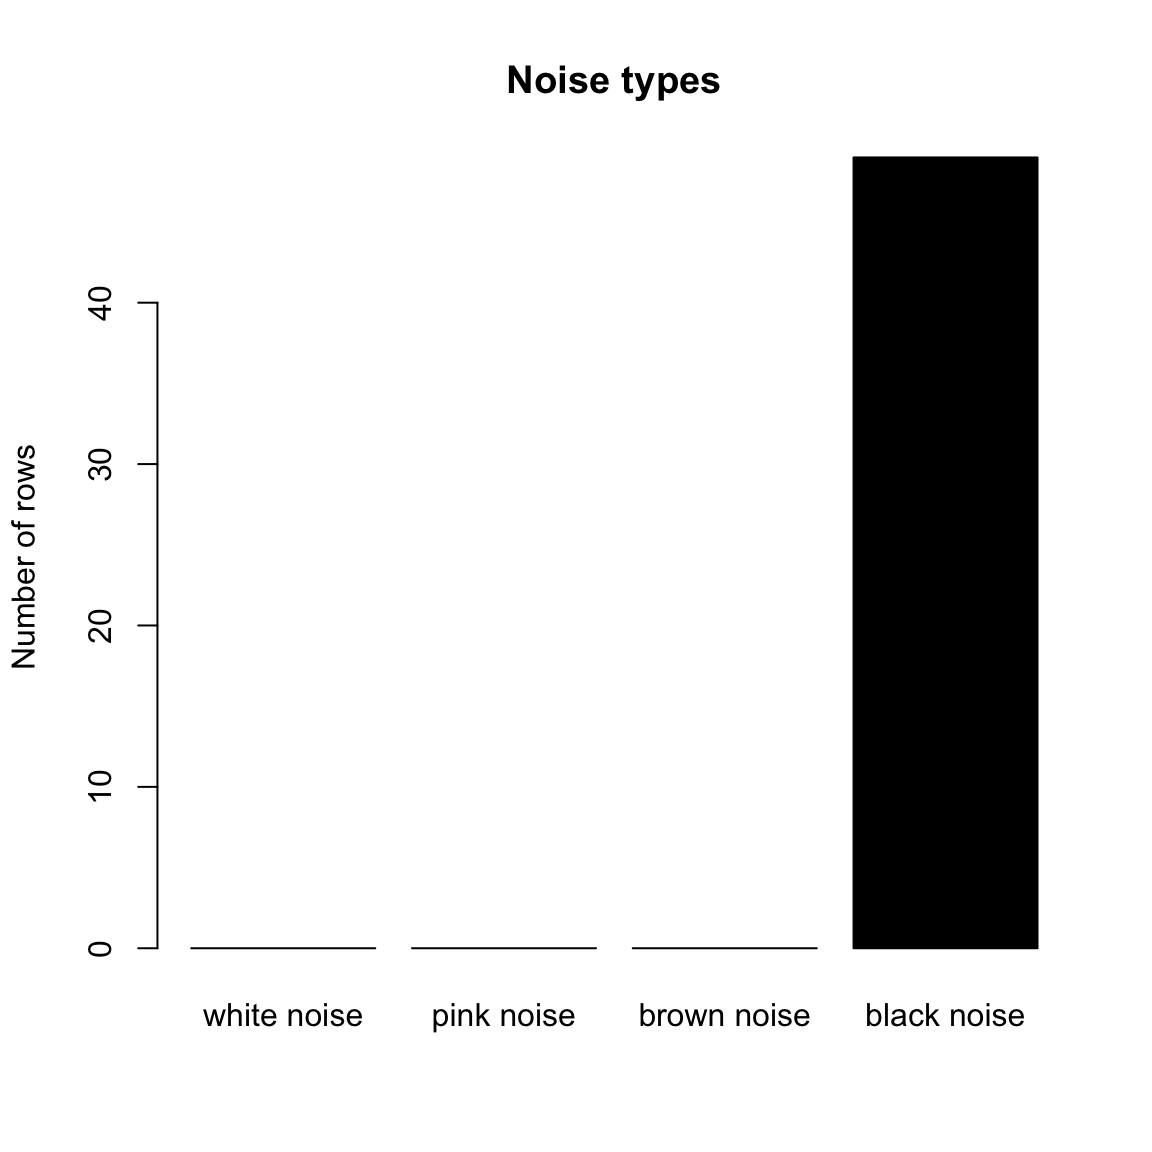 Noise types
Number of rows
40
30
20
10
0
white noise
pink noise
brown noise
black noise